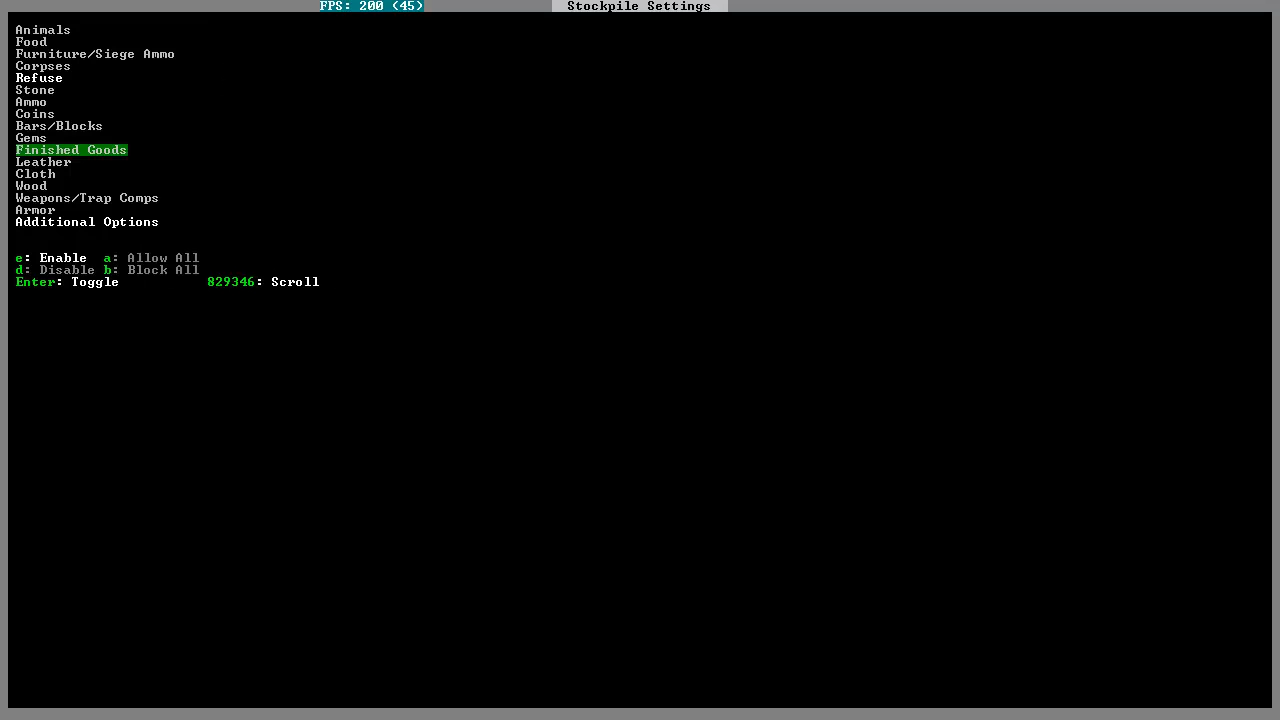 FPS: 200 (45) Stockpile Settings
Animals
Food
Furniture/Siege Ammo
Corpses
Refuse
Stone
Ammo
Coins
Bars/Blocks
Gems
Finished Goods
Leather
Cloth
Wood
Weapons/Trap Comps
Armor
Additional Options
e: Enable a: Allow All
d: Disable b: Block All
Enter: Toggle 829346: Scroll